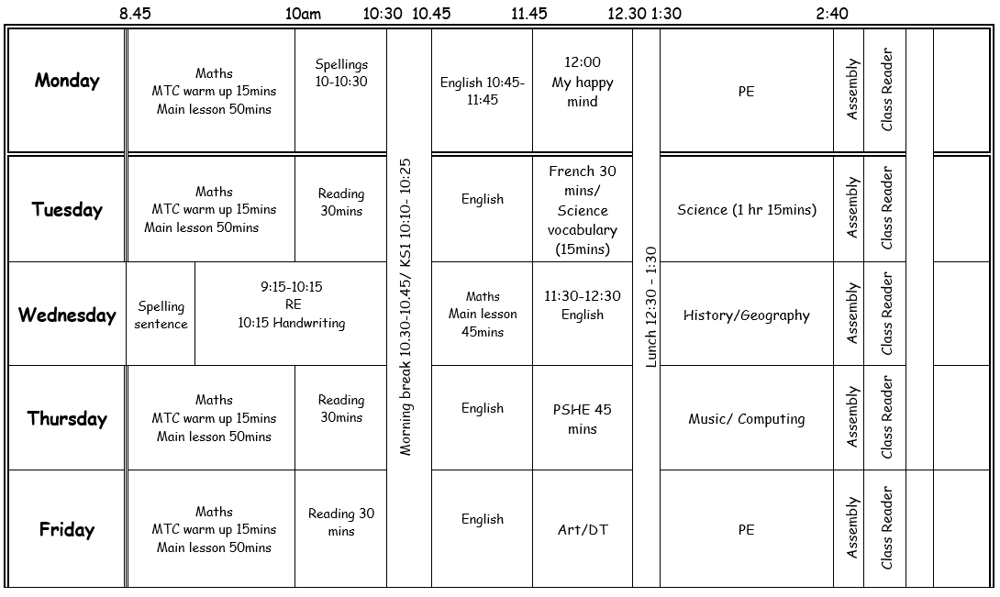 8.45 10am 10:30 10.45 11.45 12.30 1:30 2:40
Monday
Maths
MTC warm up 15mins
Main lesson 50mins
Spellings
10-10:30
English 10:45-
11:45
12:00
My happy
mind
PE
Assembly
Class Reader
Morning break 10.30-10.45/ KS1 10:10- 10:25
Lunch 12:30 - 1:30
Tuesday
Maths
MTC warm up 15mins
Main lesson 50mins
Reading
30mins
English
French 30
mins/
Science
vocabulary
(15mins)
Science (1 hr 15mins)
Assembly
Class Reader
Wednesday
Spelling
sentence
9:15-10:15
RE
10:15 Handwriting
Maths
Main lesson
45mins
11:30-12:30
English
History/Geography
Assembly
Class Reader
Thursday
Maths
MTC warm up 15mins
Main lesson 50mins
Reading
30mins
English
PSHE 45
mins
Music/ Computing
Assembly
Class Reader
Friday
Maths
MTC warm up 15mins
Main lesson 50mins
Reading 30
mins
English
Art/DT
PE
Assembly
Class Reader